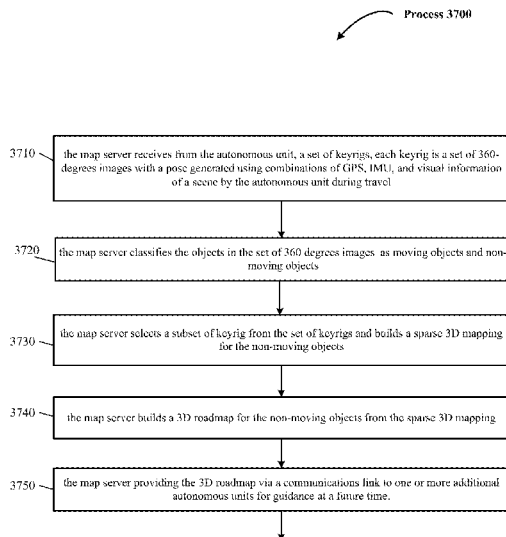 Process 3700
3710
the map server receives from the autonomous unit, a set of keyrigs, each keyrig is a set of 360-
degrees images with a pose generated using combinations of GPS, IMU, and visual information
of a scene by the autonomous unit during travel
3720
the map server classifies the objects in the set of 360 degrees images as moving objects and non-
moving objects
3730
the map server selects a subset of keyrig from the set of keyrigs and builds a sparse 3D mapping
for the non-moving objects
3740
the map server builds a 3D roadmap for the non-moving objects from the sparse 3D mapping
3750
the map server providing the 3D roadmap via a communications link to one or more additional
autonomous units for guidance at a future time.